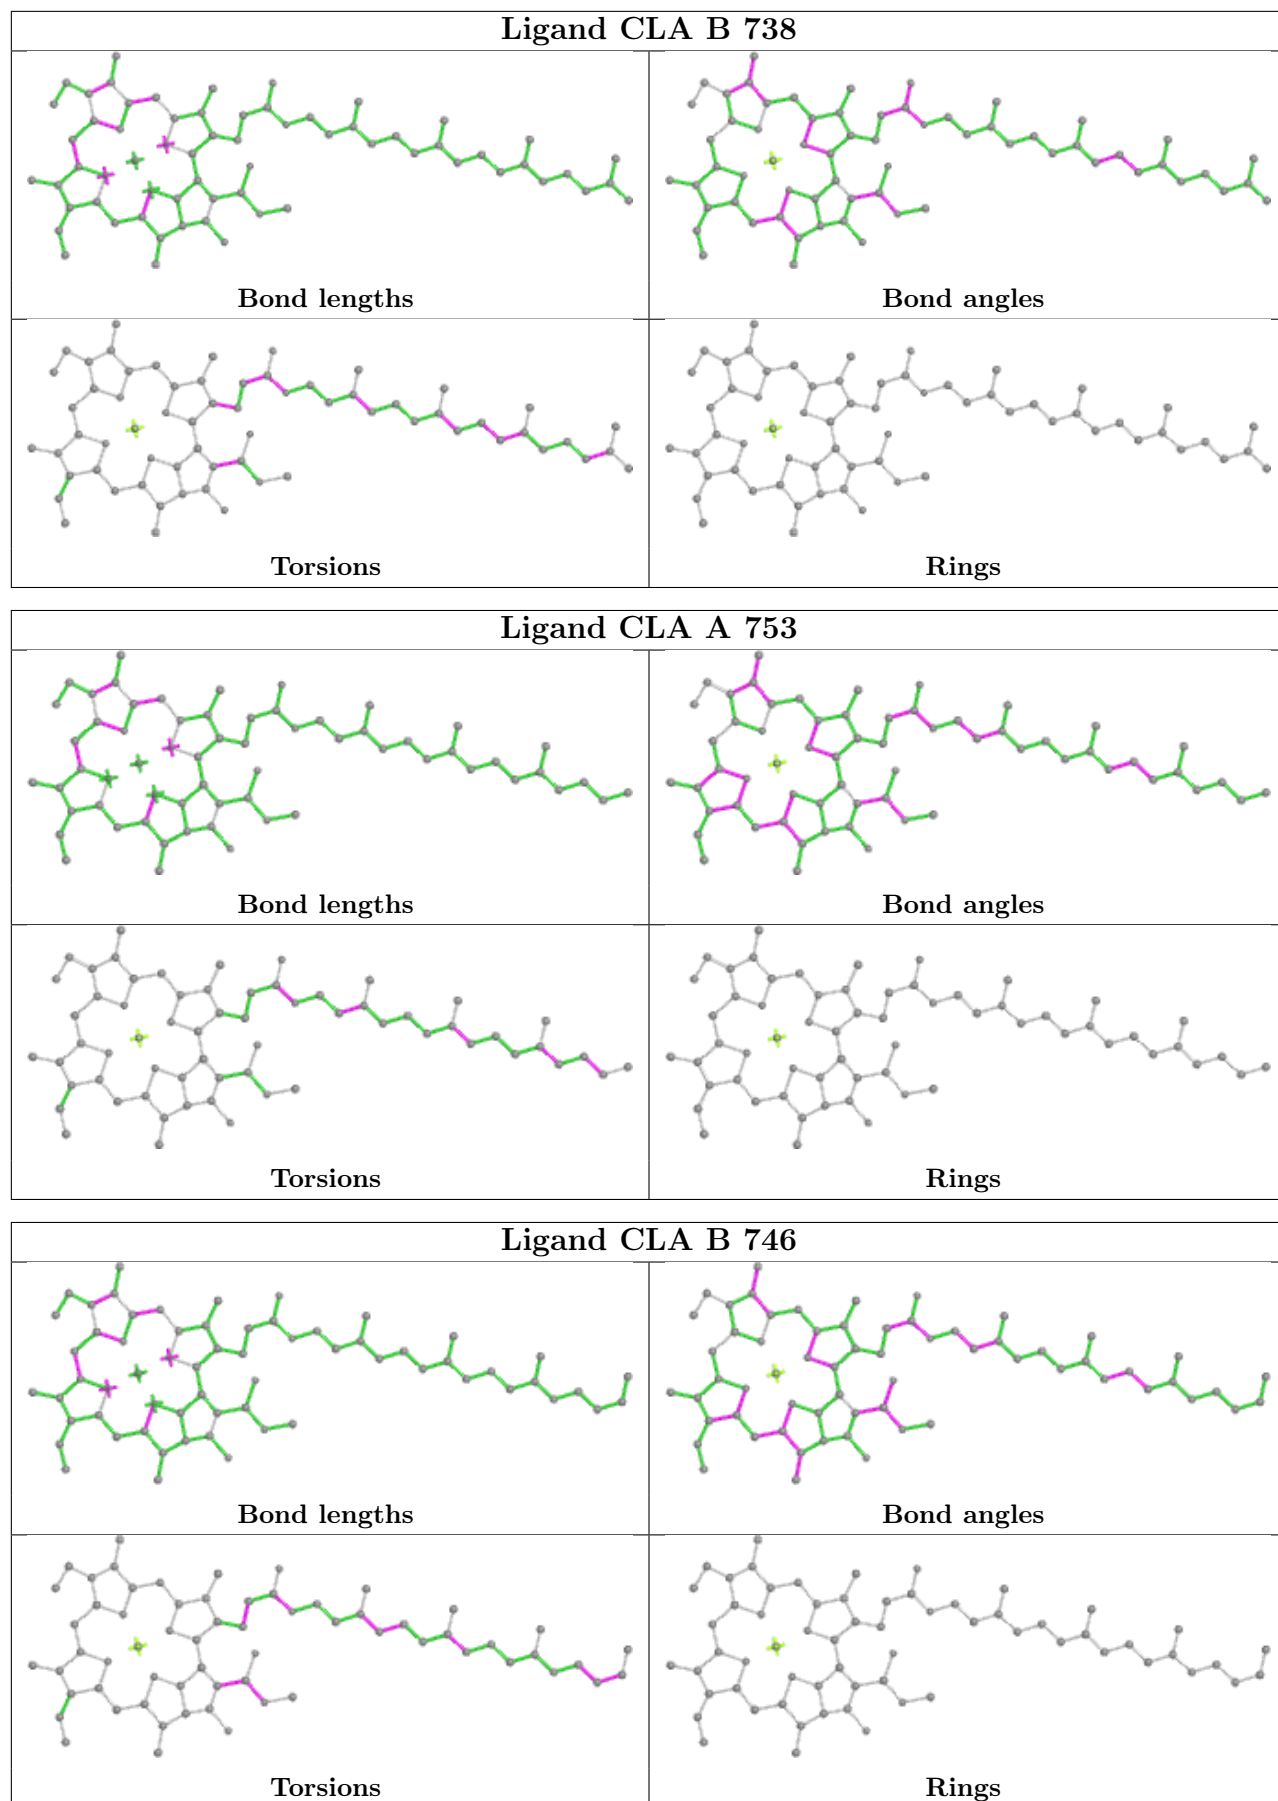 Ligand CLA B 738
Bond lengths
Bond angles
Torsions
Rings
Ligand CLA A 753
Bond lengths
Bond angles
Torsions
Rings
Ligand CLA B 746
Bond lengths
Bond angles
Torsions
Rings